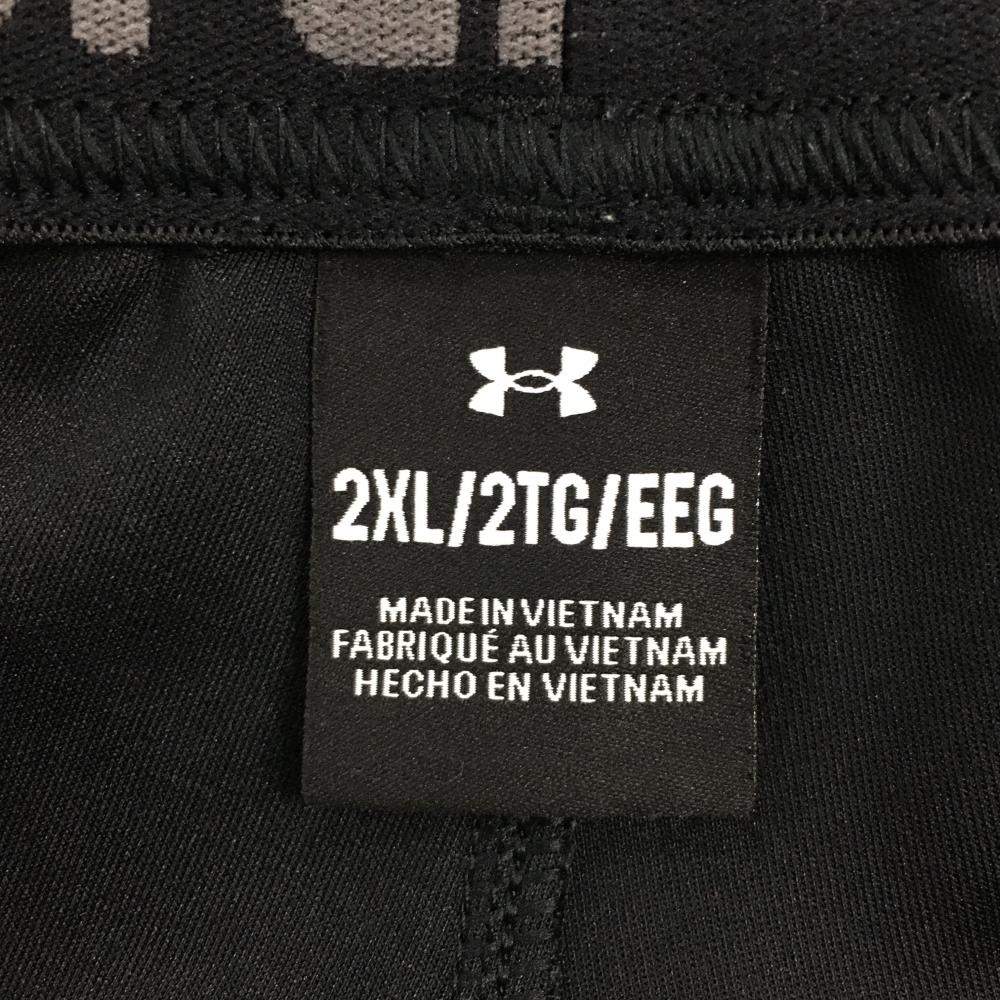 2XL/2TG/EEG
MADE IN VIETNAM
FABRIQUÉ AU VIETNAM
HECHO EN VIETNAM